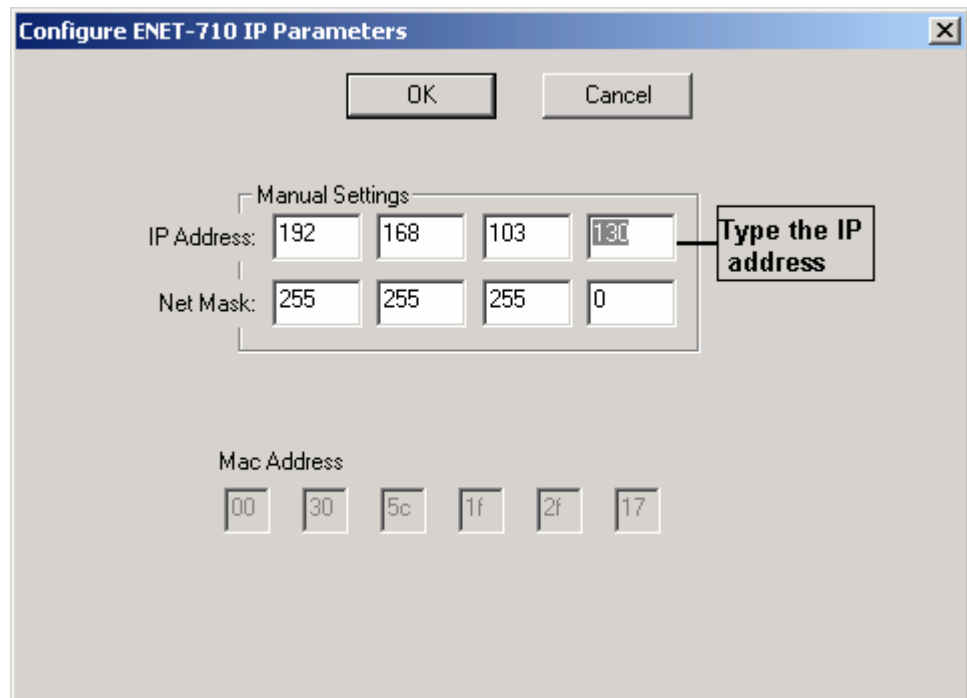 Configure ENET-710 IP Parameters
OK Cancel
Manual Settings
IP Address: 192 168 103 130
Type the IP
address
Net Mask: 255 255 255 0
Mac Address
00 30 5c 1f 2f 17